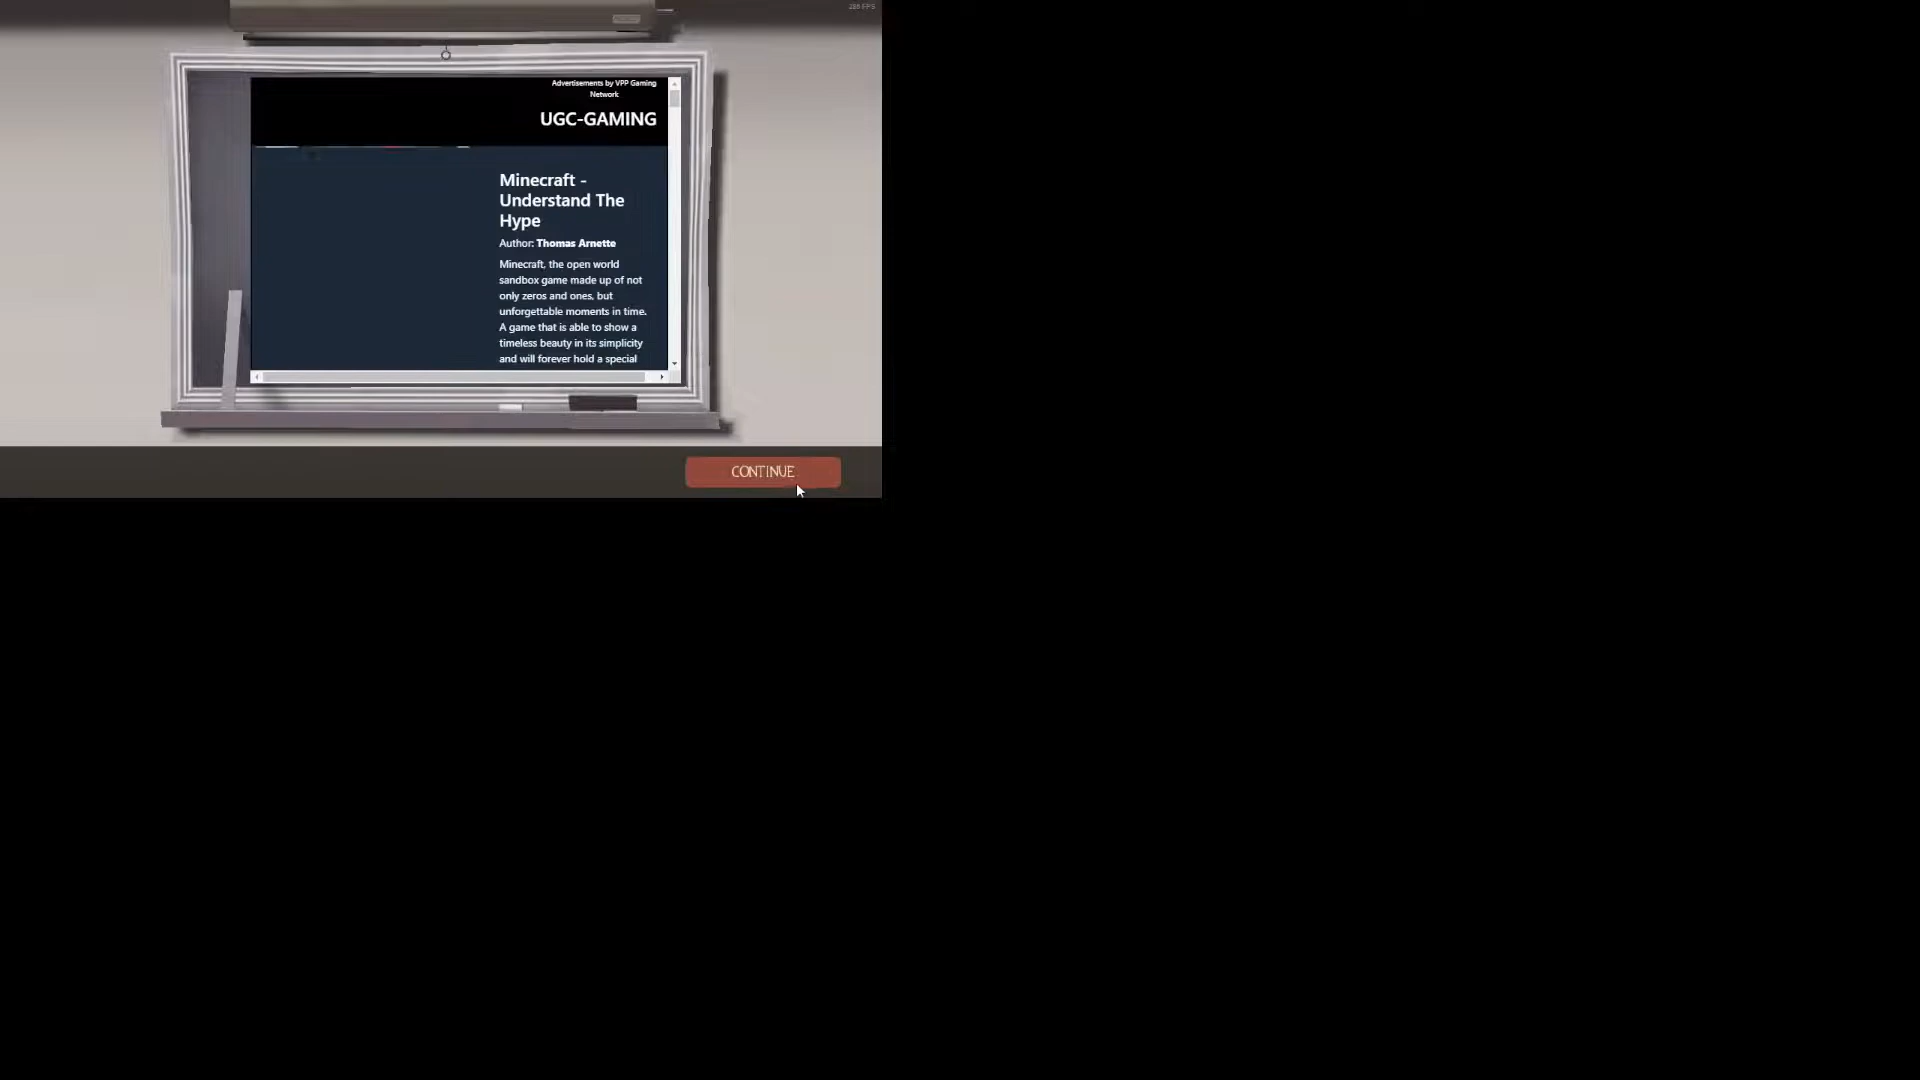 286 FPS
Advertisements by VPP Gaming
Network
UGC-GAMING
Minecraft -
Understand The
Hype
Author: Thomas Arnette
Minecraft, the open world
sandbox game made up of not
only zeros and ones, but
unforgettable moments in time.
A game that is able to show a
timeless beauty in its simplicity
and will forever hold a special
CONTINUE